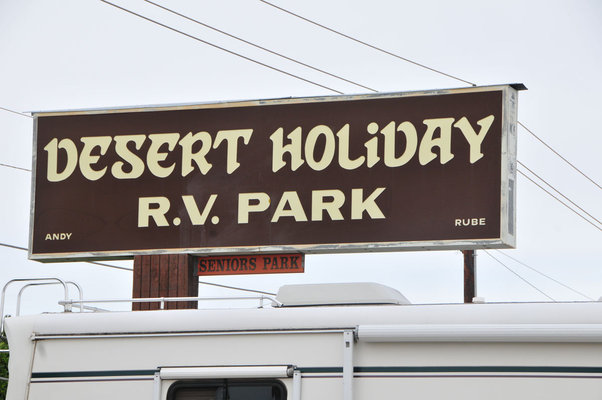 DESERT HOLiDAY
R.V. PARK
ANDY
RUBE
SENIORS PARK